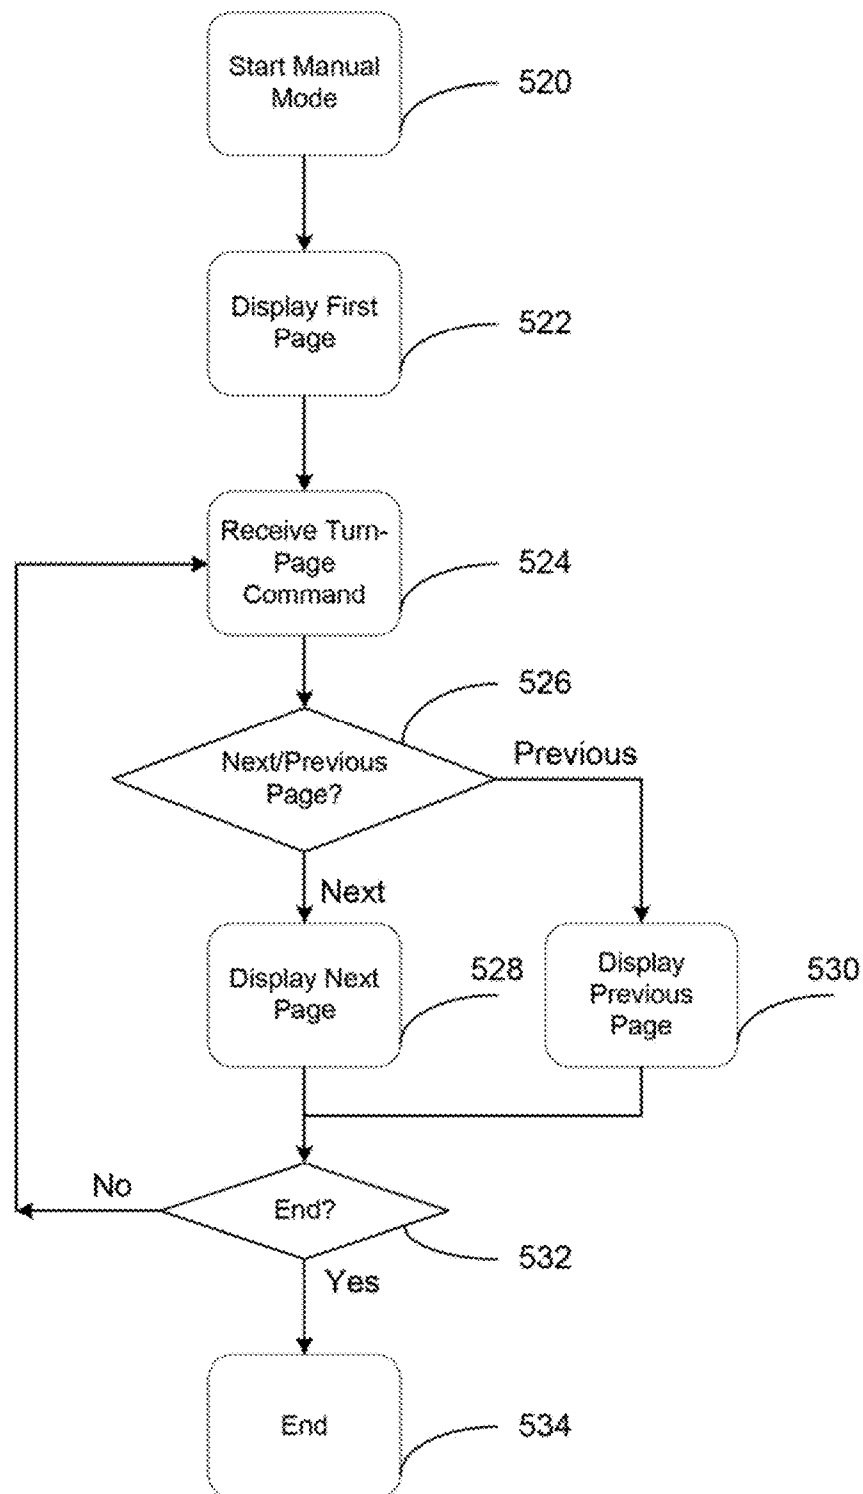 Start Manual
Mode
520
Display First
Page
522
Receive Turn-
Page
Command
524
526
Next/Previous
Page?
Previous
Next
Display Next
Page
528
Display
Previous
Page
530
No
End?
532
Yes
End
534